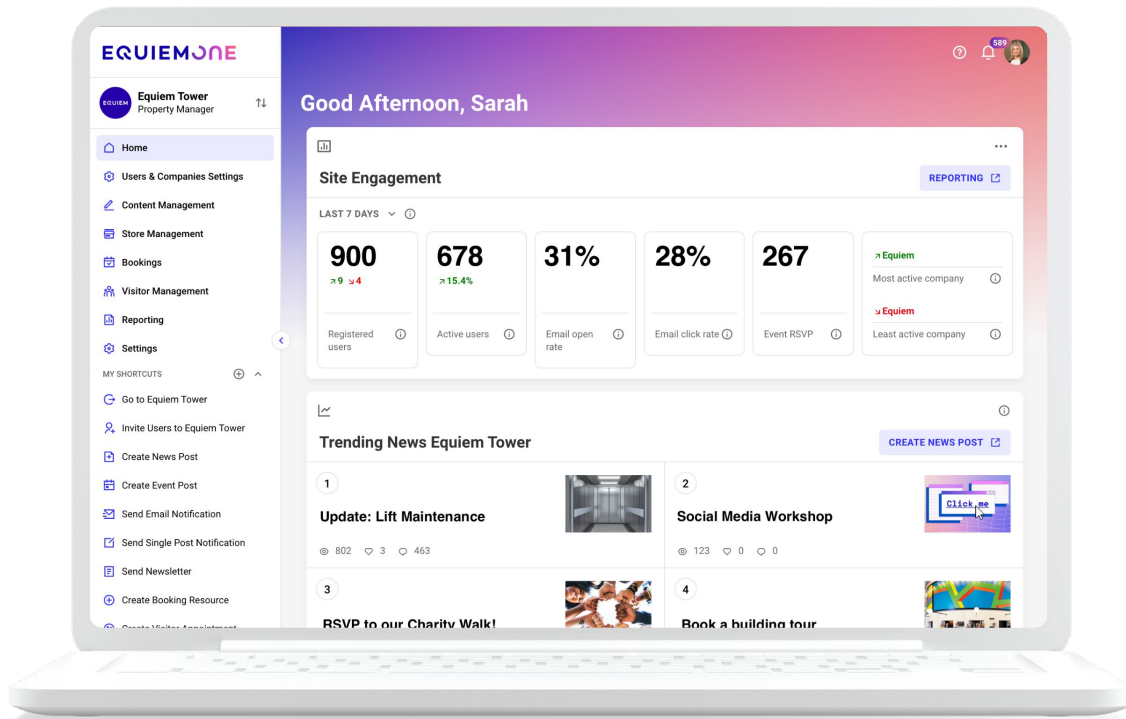 EQUIEMONE
589
EQUIEM
Equiem Tower
Property Manager
Good Afternoon, Sarah
Home
Users & Companies Settings
Content Management
Store Management
Bookings
Visitor Management
Reporting
Settings
MY SHORTCUTS
Go to Equiem Tower
Invite Users to Equiem Tower
Create News Post
Create Event Post
Send Email Notification
Send Single Post Notification
Send Newsletter
Create Booking Resource
Create Visitor Appointment
Site Engagement
REPORTING
LAST 7 DAYS
900
9 4
Registered
users
678
15.4%
Active users
31%
Email open
rate
28%
Email click rate
267
Event RSVP
Equiem
Most active company
Equiem
Least active company
Trending News Equiem Tower
CREATE NEWS POST
1
Update: Lift Maintenance
802 3 463
2
Click me
Social Media Workshop
123 0 0
3
RSVP to our Charity Walk!
4
Book a building tour